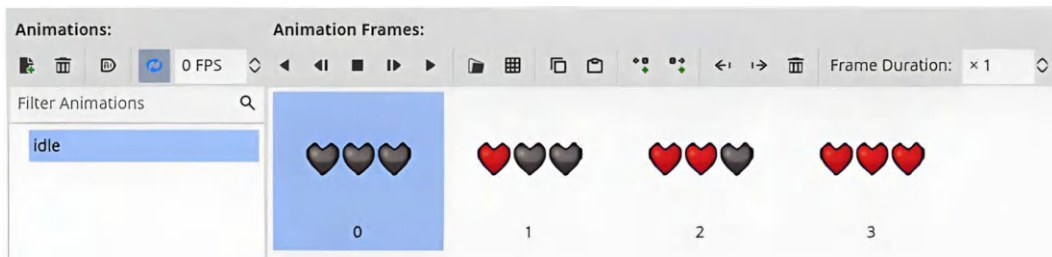 Animations:
Animation Frames:
0 FPS
Frame Duration:
× 1
Filter Animations
idle
0
1
2
3